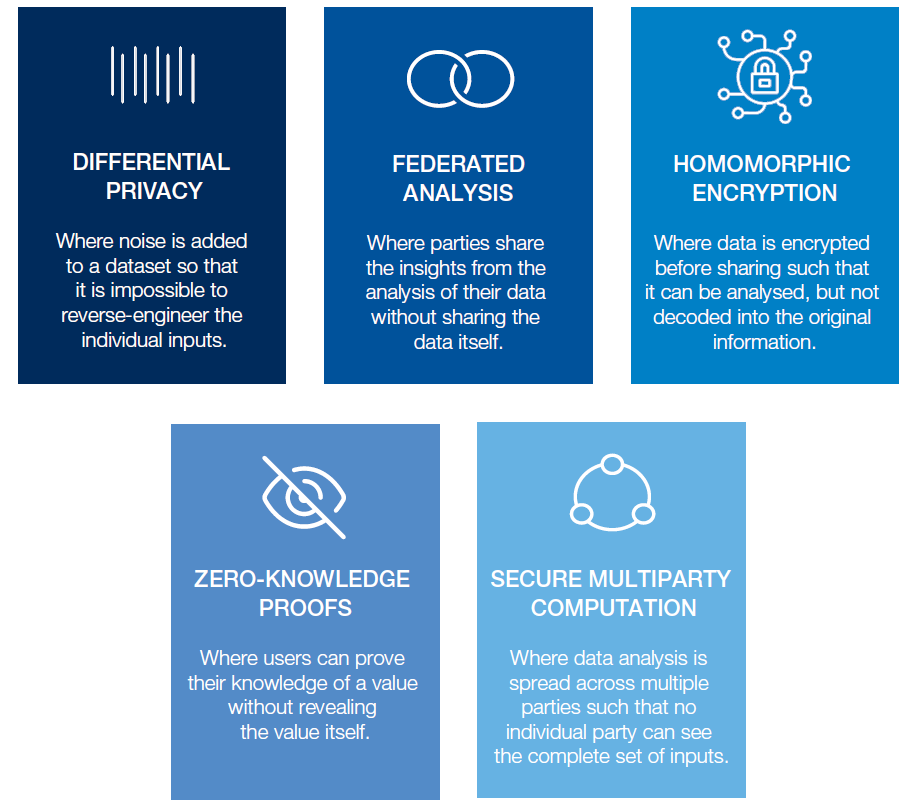 DIFFERENTIAL
PRIVACY
Where noise is added
to a dataset so that
it is impossible to
reverse-engineer the
individual inputs.
FEDERATED
ANALYSIS
Where parties share
the insights from the
analysis of their data
without sharing the
data itself.
HOMOMORPHIC
ENCRYPTION
Where data is encrypted
before sharing such that
it can be analysed, but not
decoded into the original
information.
ZERO-KNOWLEDGE
PROOFS
Where users can prove
their knowledge of a value
without revealing
the value itself.
SECURE MULTIPARTY
COMPUTATION
Where data analysis is
spread across multiple
parties such that no
individual party can see
the complete set of inputs.